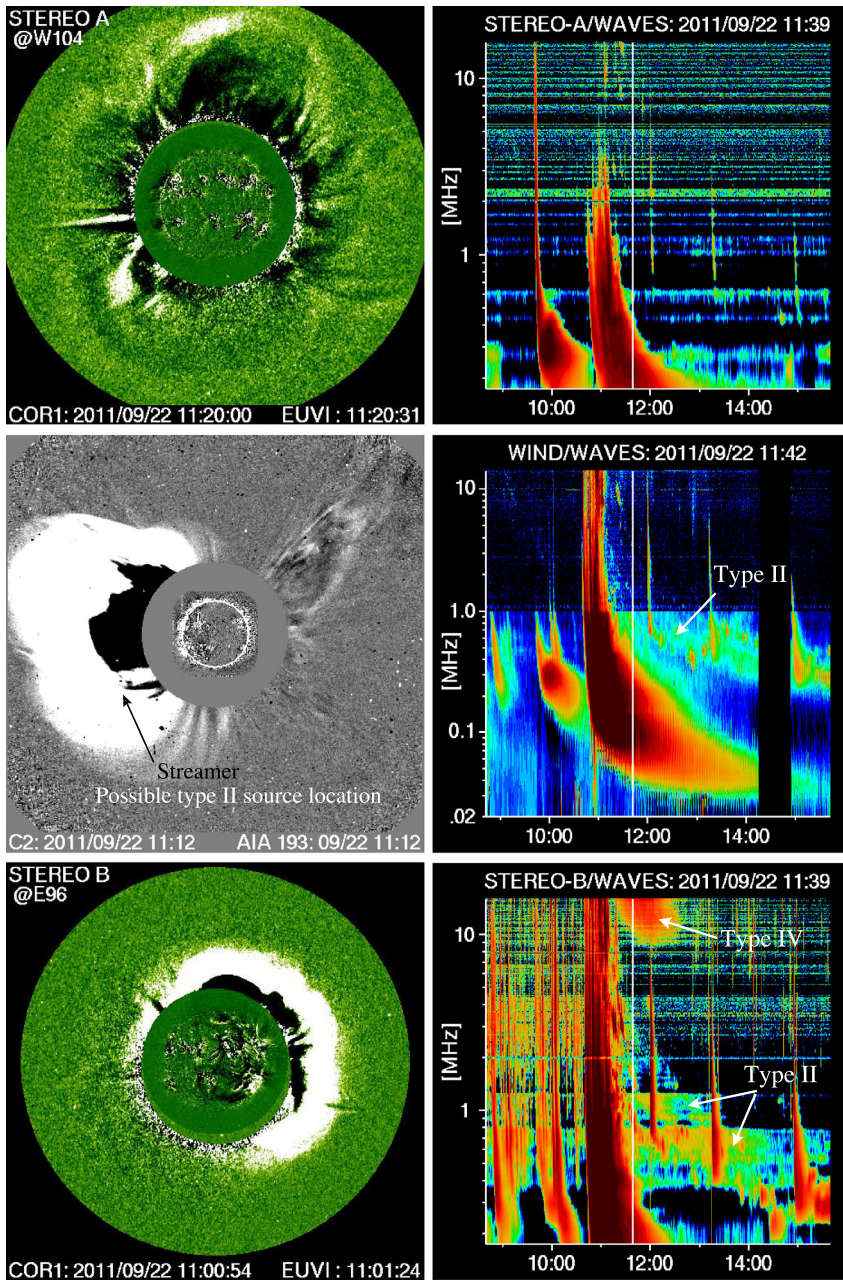 STEREO A
@W104
COR1: 2011/09/22 11:20:00 EUVI : 11:20:31
STEREO-A/WAVES: 2011/09/22 11:39
10
[MHz]
1
10:00 12:00 14:00
Streamer
Possible type II source location
C2: 2011/09/22 11:12 AIA 193: 09/22 11:12
WIND/WAVES: 2011/09/22 11:42
10
Type II
1.0
[MHz]
0.1
.02
10:00 12:00 14:00
STEREO B
@E96
COR1: 2011/09/22 11:00:54 EUVI : 11:01:24
STEREO-B/WAVES: 2011/09/22 11:39
10
Type IV
[MHz]
Type II
1
10:00 12:00 14:00